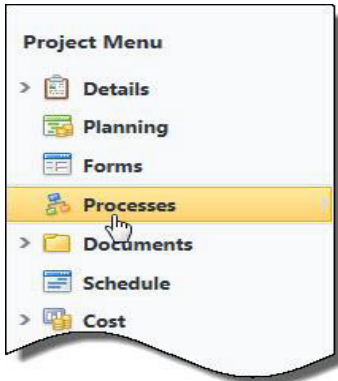 Project Menu
Details
Planning
Forms
Processes
Documents
Schedule
Cost